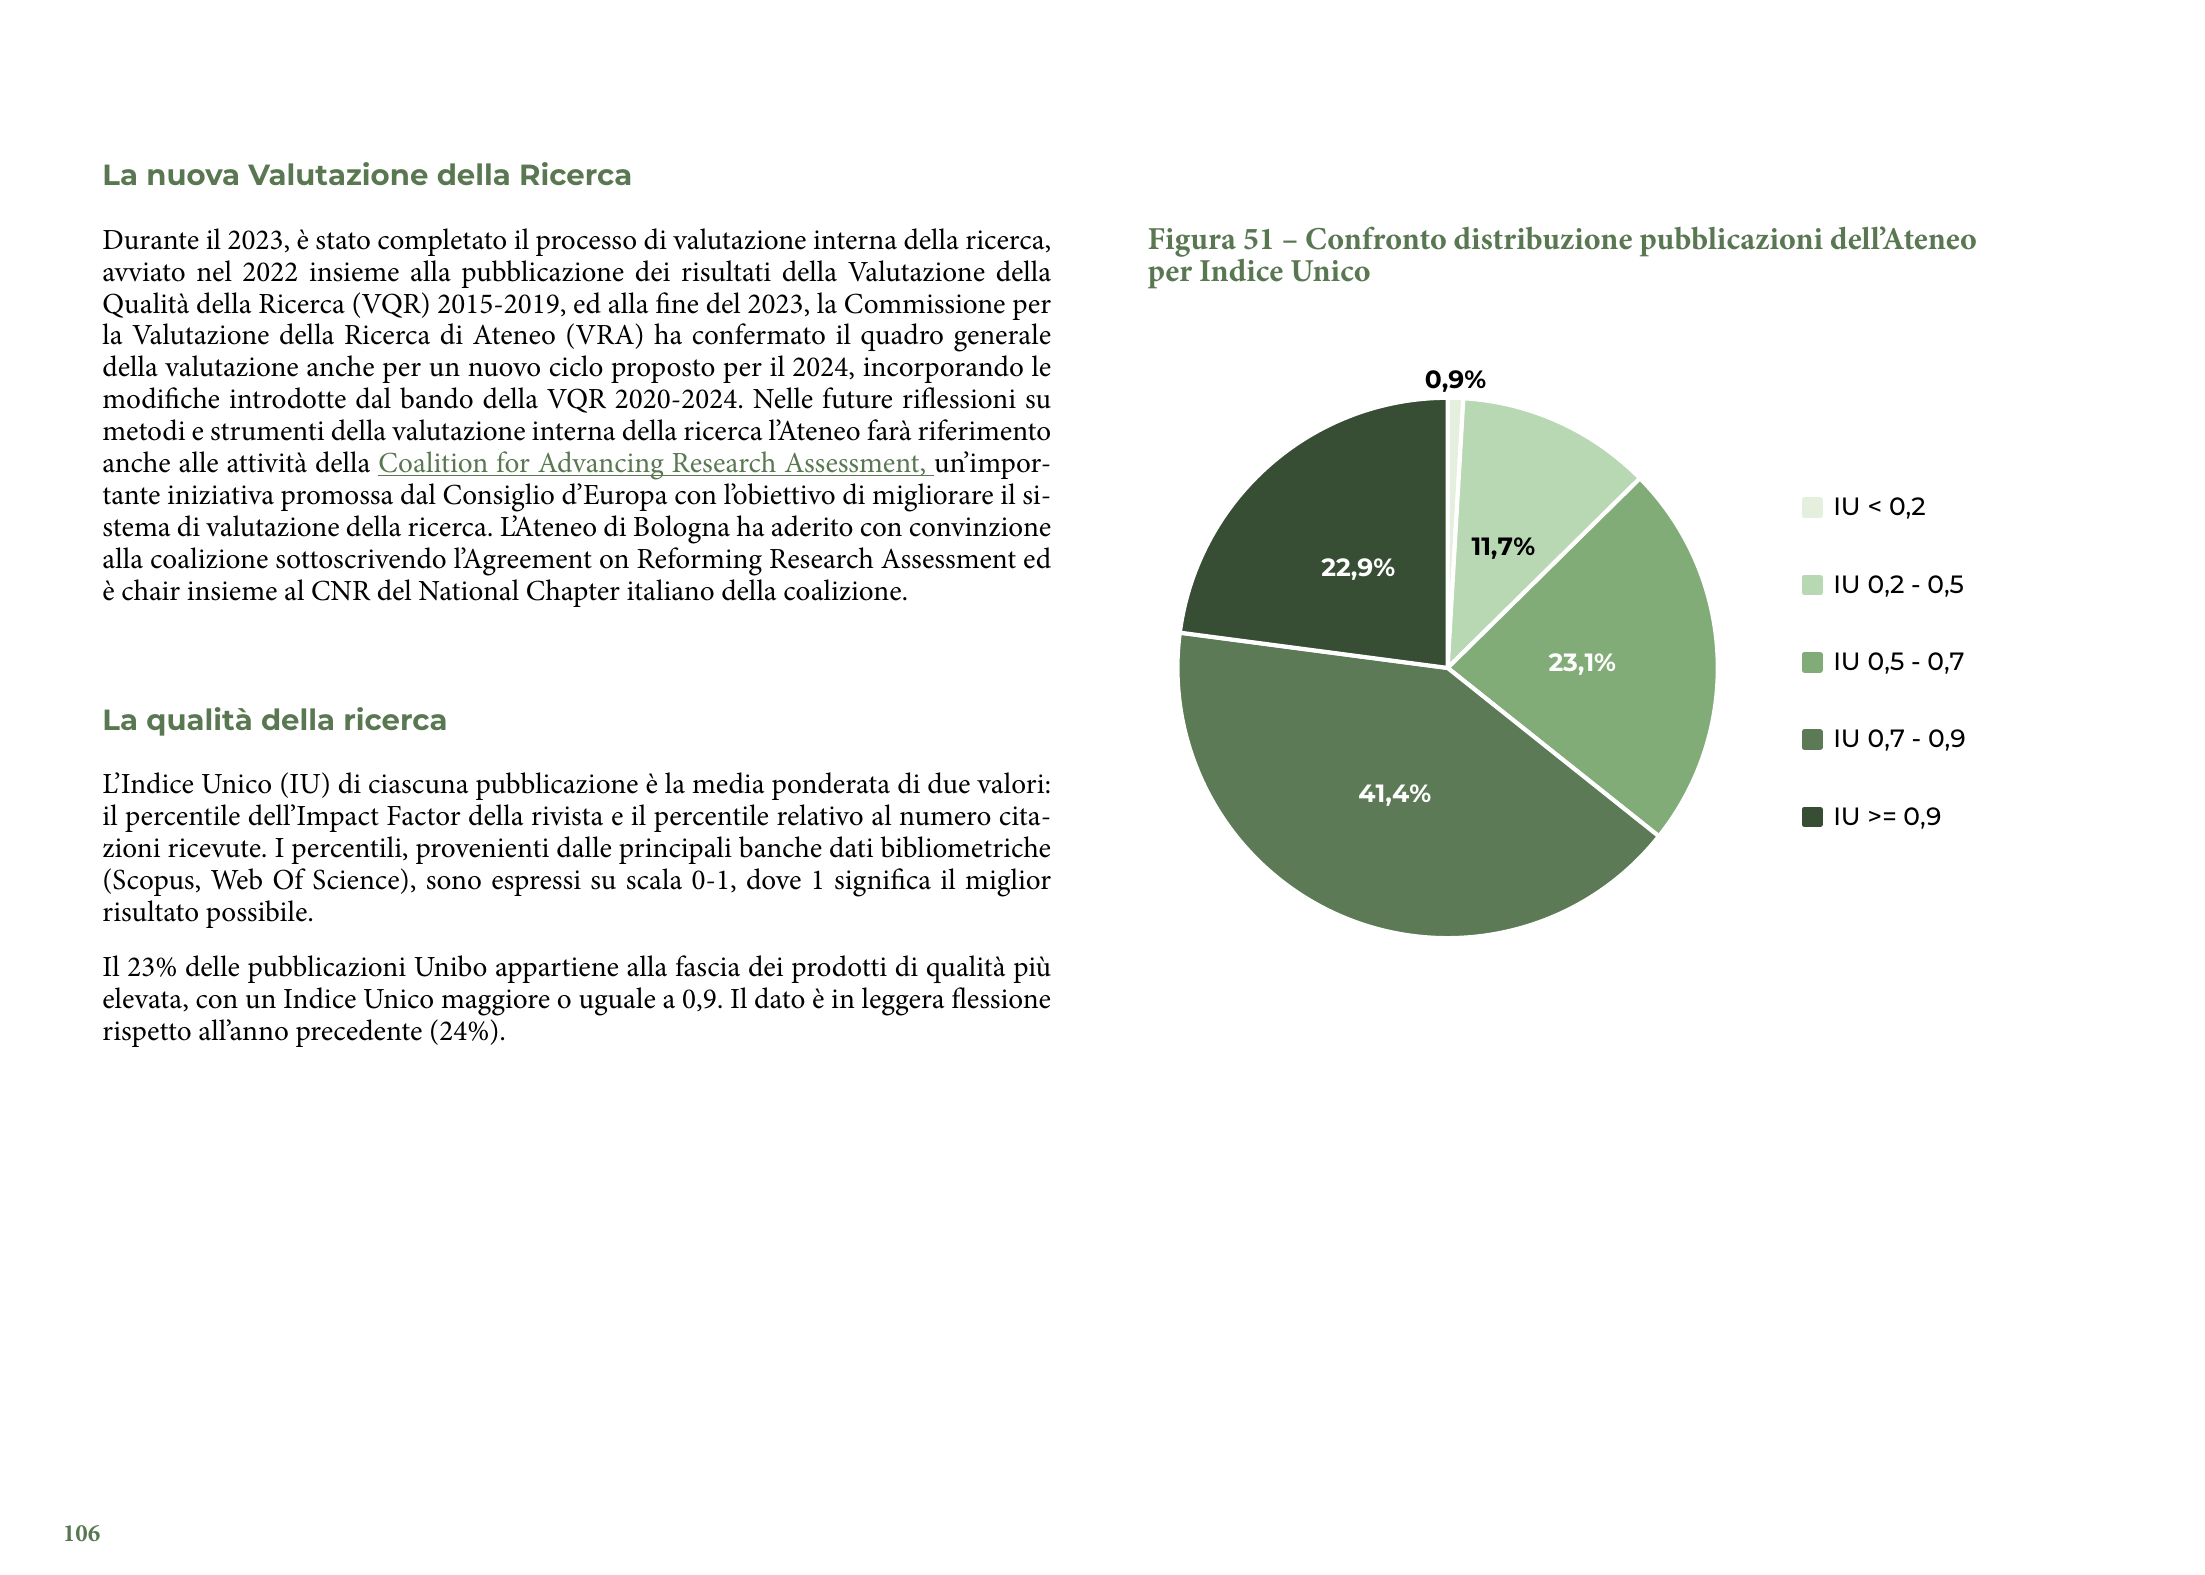 La nuova Valutazione della Ricerca
Durante il 2023, è stato completato il processo di valutazione interna della ricerca,
avviato nel 2022 insieme alla pubblicazione dei risultati della Valutazione della
Qualità della Ricerca (VQR) 2015-2019, ed alla fine del 2023, la Commissione per
la Valutazione della Ricerca di Ateneo (VRA) ha confermato il quadro generale
della valutazione anche per un nuovo ciclo proposto per il 2024, incorporando le
modifiche introdotte dal bando della VQR 2020-2024. Nelle future riflessioni su
metodi e strumenti della valutazione interna della ricerca l’Ateneo farà riferimento
anche alle attività della Coalition for Advancing Research Assessment, un’impor-
tante iniziativa promossa dal Consiglio d’Europa con l’obiettivo di migliorare il si-
stema di valutazione della ricerca. L’Ateneo di Bologna ha aderito con convinzione
alla coalizione sottoscrivendo l’Agreement on Reforming Research Assessment ed
è chair insieme al CNR del National Chapter italiano della coalizione.
La qualità della ricerca
L’Indice Unico (IU) di ciascuna pubblicazione è la media ponderata di due valori:
il percentile dell’Impact Factor della rivista e il percentile relativo al numero cita-
zioni ricevute. I percentili, provenienti dalle principali banche dati bibliometriche
(Scopus, Web Of Science), sono espressi su scala 0-1, dove 1 significa il miglior
risultato possibile.
Il 23% delle pubblicazioni Unibo appartiene alla fascia dei prodotti di qualità più
elevata, con un Indice Unico maggiore o uguale a 0,9. Il dato è in leggera flessione
rispetto all’anno precedente (24%).
Figura 51 – Confronto distribuzione pubblicazioni dell’Ateneo
per Indice Unico
0,9%
11,7%
22,9%
23,1%
41,4%
IU < 0,2
IU 0,2 - 0,5
IU 0,5 - 0,7
IU 0,7 - 0,9
IU >= 0,9
106